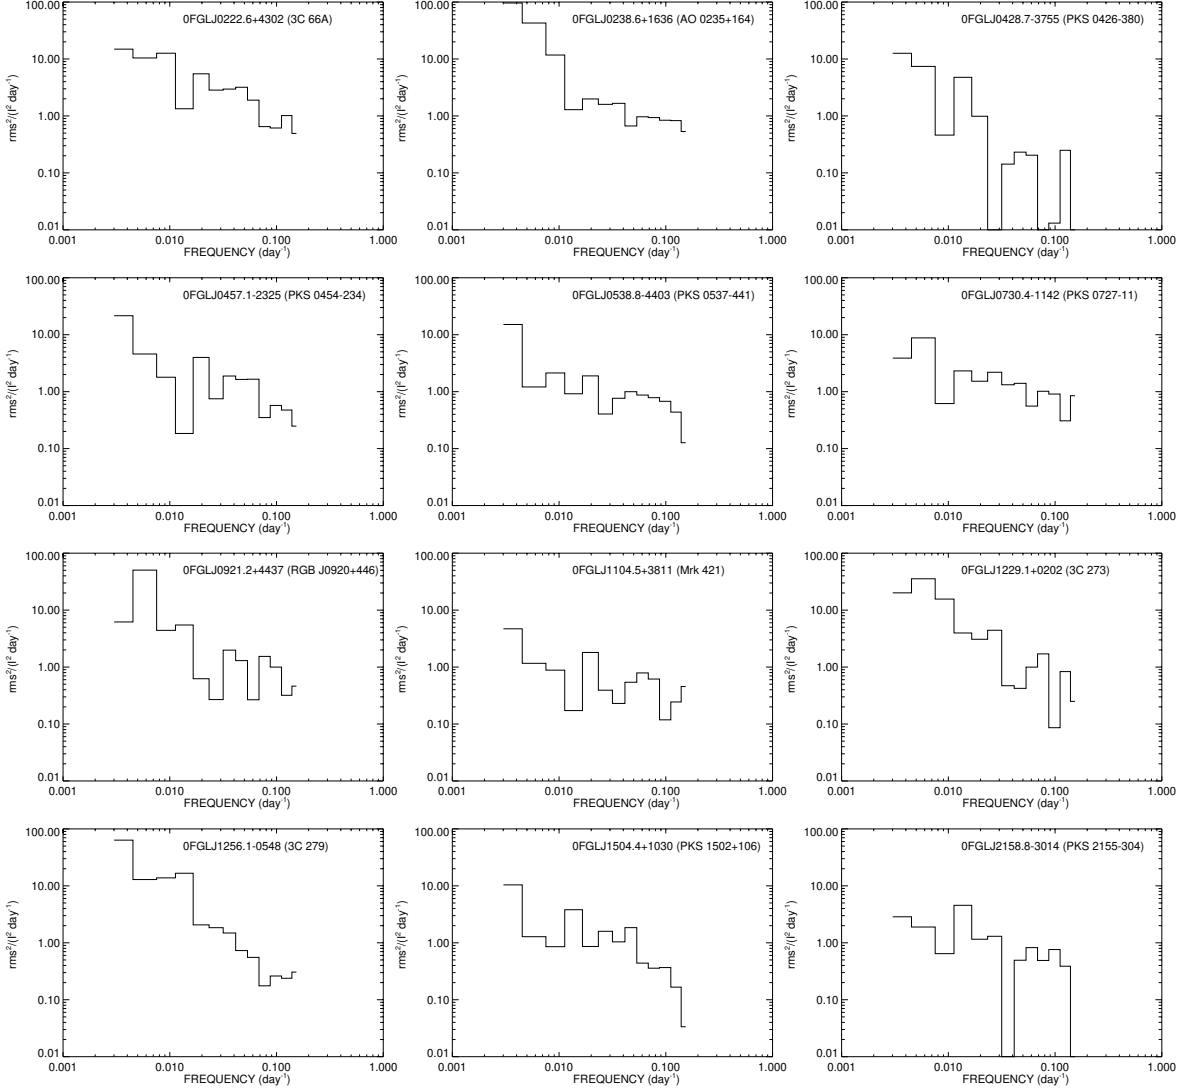 0FGLJ0222.6+4302 (3C 66A)
100.00
10.00
1.00
0.10
0.01
rms²/(I² day⁻¹)
0.001 0.010 0.100 1.000
FREQUENCY (day⁻¹)
0FGLJ0238.6+1636 (AO 0235+164)
100.00
10.00
1.00
0.10
0.01
rms²/(I² day⁻¹)
0.001 0.010 0.100 1.000
FREQUENCY (day⁻¹)
0FGLJ0428.7-3755 (PKS 0426-380)
100.00
10.00
1.00
0.10
0.01
rms²/(I² day⁻¹)
0.001 0.010 0.100 1.000
FREQUENCY (day⁻¹)
0FGLJ0457.1-2325 (PKS 0454-234)
100.00
10.00
1.00
0.10
0.01
rms²/(I² day⁻¹)
0.001 0.010 0.100 1.000
FREQUENCY (day⁻¹)
0FGLJ0538.8-4403 (PKS 0537-441)
100.00
10.00
1.00
0.10
0.01
rms²/(I² day⁻¹)
0.001 0.010 0.100 1.000
FREQUENCY (day⁻¹)
0FGLJ0730.4-1142 (PKS 0727-11)
100.00
10.00
1.00
0.10
0.01
rms²/(I² day⁻¹)
0.001 0.010 0.100 1.000
FREQUENCY (day⁻¹)
0FGLJ0921.2+4437 (RGB J0920+446)
100.00
10.00
1.00
0.10
0.01
rms²/(I² day⁻¹)
0.001 0.010 0.100 1.000
FREQUENCY (day⁻¹)
0FGLJ1104.5+3811 (Mrk 421)
100.00
10.00
1.00
0.10
0.01
rms²/(I² day⁻¹)
0.001 0.010 0.100 1.000
FREQUENCY (day⁻¹)
0FGLJ1229.1+0202 (3C 273)
100.00
10.00
1.00
0.10
0.01
rms²/(I² day⁻¹)
0.001 0.010 0.100 1.000
FREQUENCY (day⁻¹)
0FGLJ1256.1-0548 (3C 279)
100.00
10.00
1.00
0.10
0.01
rms²/(I² day⁻¹)
0.001 0.010 0.100 1.000
FREQUENCY (day⁻¹)
0FGLJ1504.4+1030 (PKS 1502+106)
100.00
10.00
1.00
0.10
0.01
rms²/(I² day⁻¹)
0.001 0.010 0.100 1.000
FREQUENCY (day⁻¹)
0FGLJ2158.8-3014 (PKS 2155-304)
100.00
10.00
1.00
0.10
0.01
rms²/(I² day⁻¹)
0.001 0.010 0.100 1.000
FREQUENCY (day⁻¹)